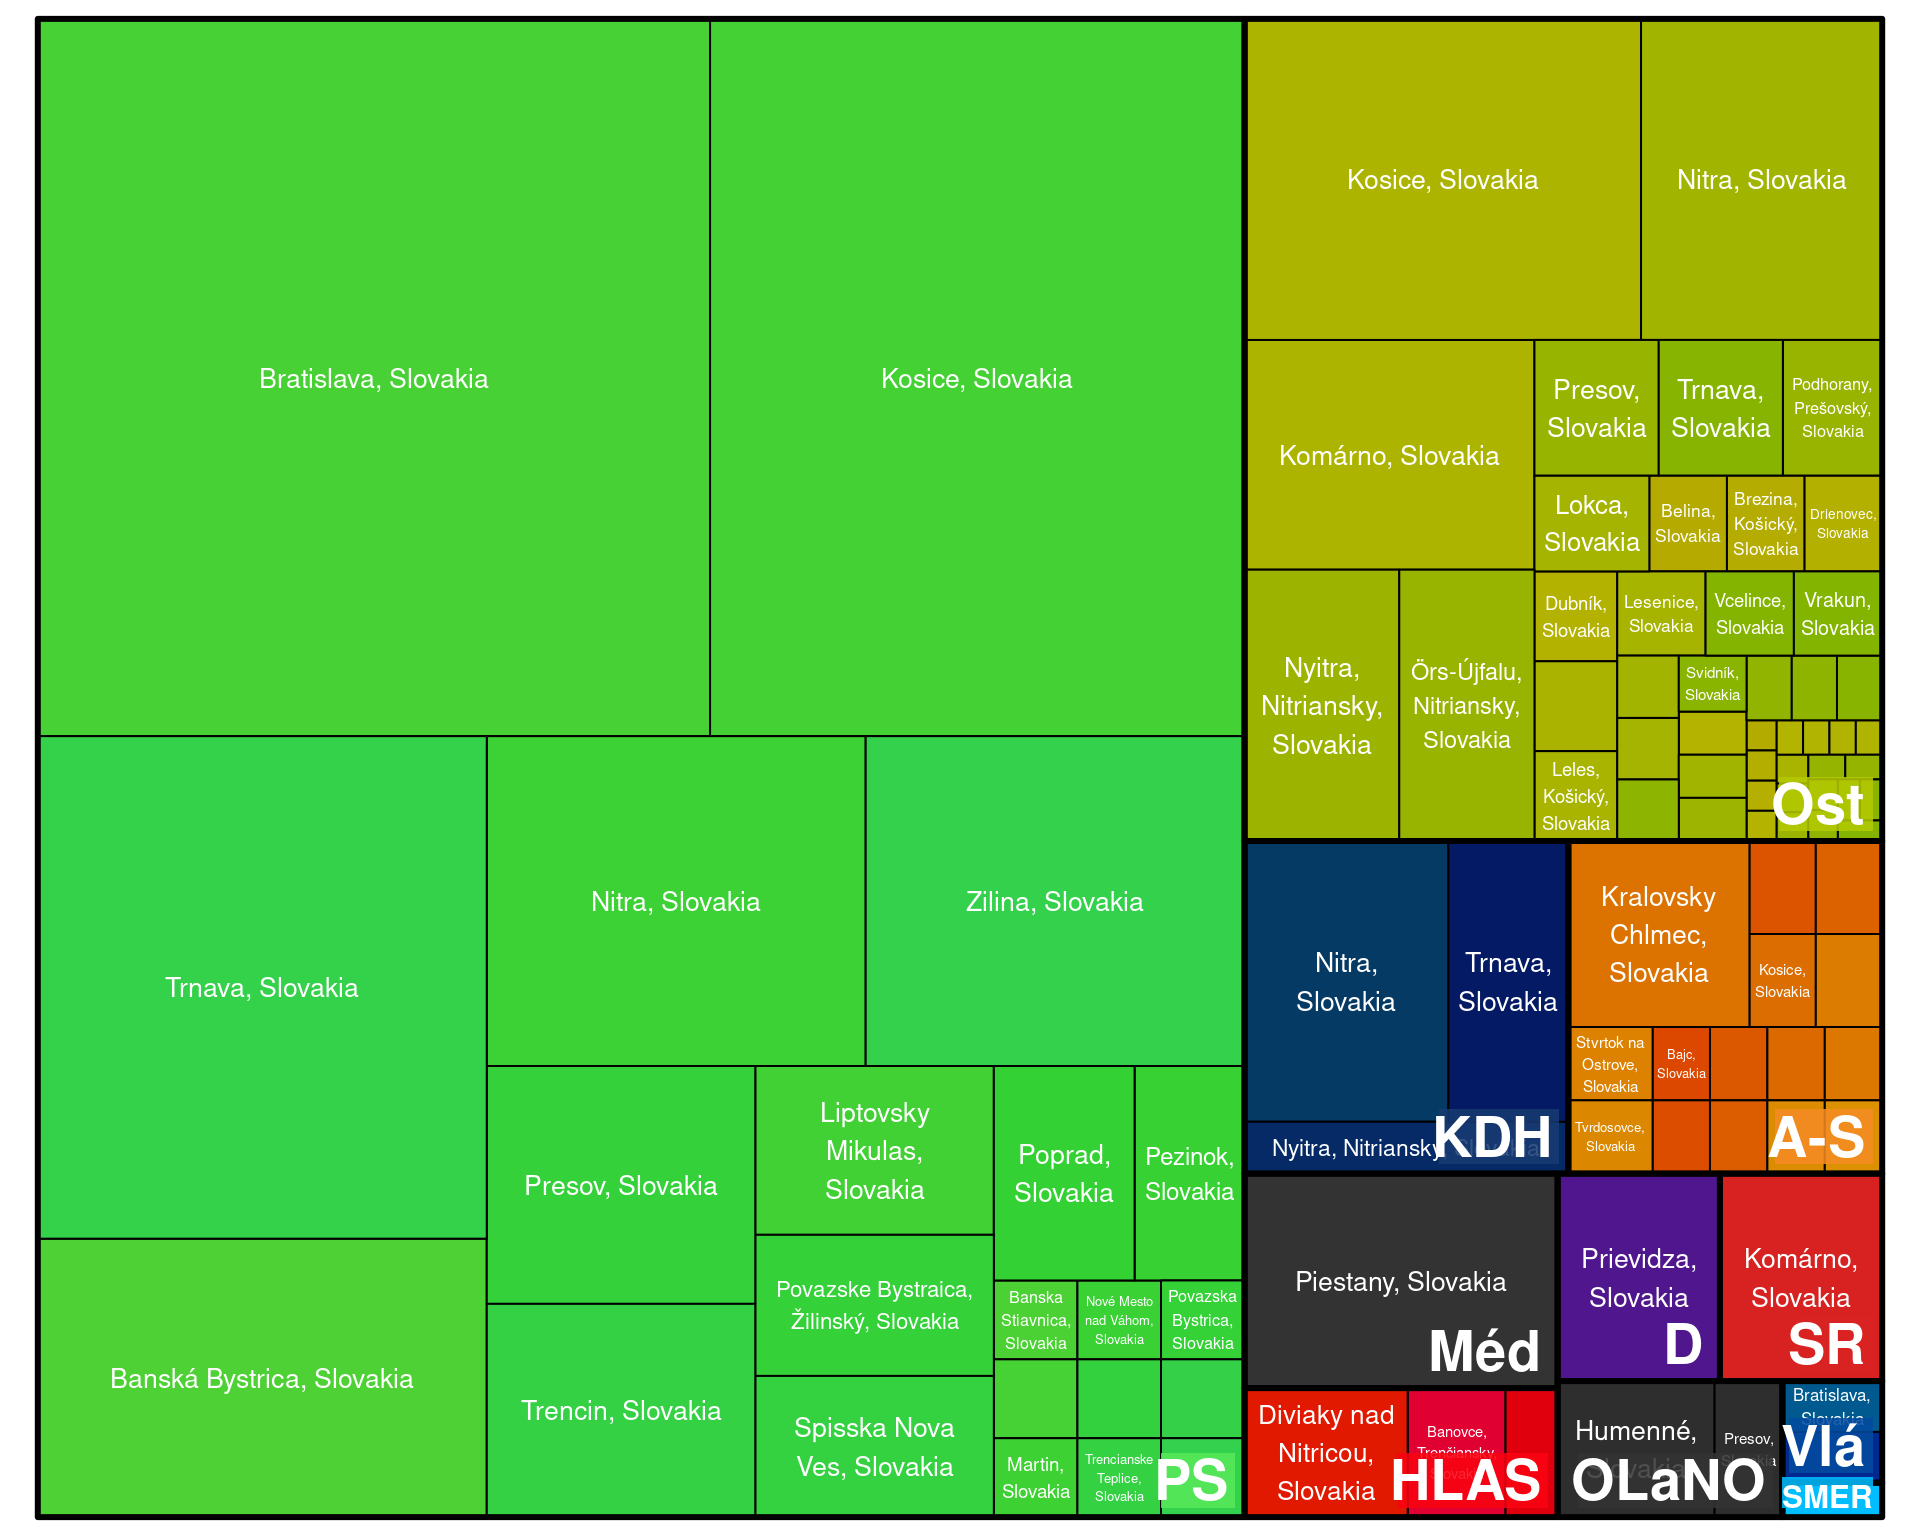 Bratislava, Slovakia
Kosice, Slovakia
Trnava, Slovakia
Banská Bystrica, Slovakia
Nitra, Slovakia
Zilina, Slovakia
Presov, Slovakia
Trencin, Slovakia
Liptovsky
Mikulas,
Slovakia
Povazske Bystraica,
Žilinský, Slovakia
Spisska Nova
Ves, Slovakia
Poprad,
Slovakia
Pezinok,
Slovakia
Banska
Stiavnica,
Slovakia
Nové Mesto
nad Váhom,
Slovakia
Povazska
Bystrica,
Slovakia
Martin,
Slovakia
Trencianske
Teplice,
Slovakia
PS
Kosice, Slovakia
Nitra, Slovakia
Komárno, Slovakia
Presov,
Slovakia
Trnava,
Slovakia
Podhorany,
Prešovský,
Slovakia
Lokca,
Slovakia
Belina,
Slovakia
Brezina,
Košický,
Slovakia
Drienovec,
Slovakia
Nyitra,
Nitriansky,
Slovakia
Örs-Újfalu,
Nitriansky,
Slovakia
Dubník,
Slovakia
Lesenice,
Slovakia
Vcelince,
Slovakia
Vrakun,
Slovakia
Svidník,
Slovakia
Leles,
Košický,
Slovakia
Ost
Nitra,
Slovakia
Trnava,
Slovakia
Nyitra, Nitriansky, Slovakia
KDH
Kralovsky
Chlmec,
Slovakia
Kosice,
Slovakia
Stvrtok na
Ostrove,
Slovakia
Bajc,
Slovakia
Tvrdosovce,
Slovakia
A-S
Piestany, Slovakia
Méd
Prievidza,
Slovakia
D
Komárno,
Slovakia
SR
Diviaky nad
Nitricou,
Slovakia
Banovce,
Trenčiansky,
Slovakia
HLAS
Humenné,
Slovakia
Presov,
Slovakia
OLaNO
Bratislava,
Slovakia
Vlá
SMER